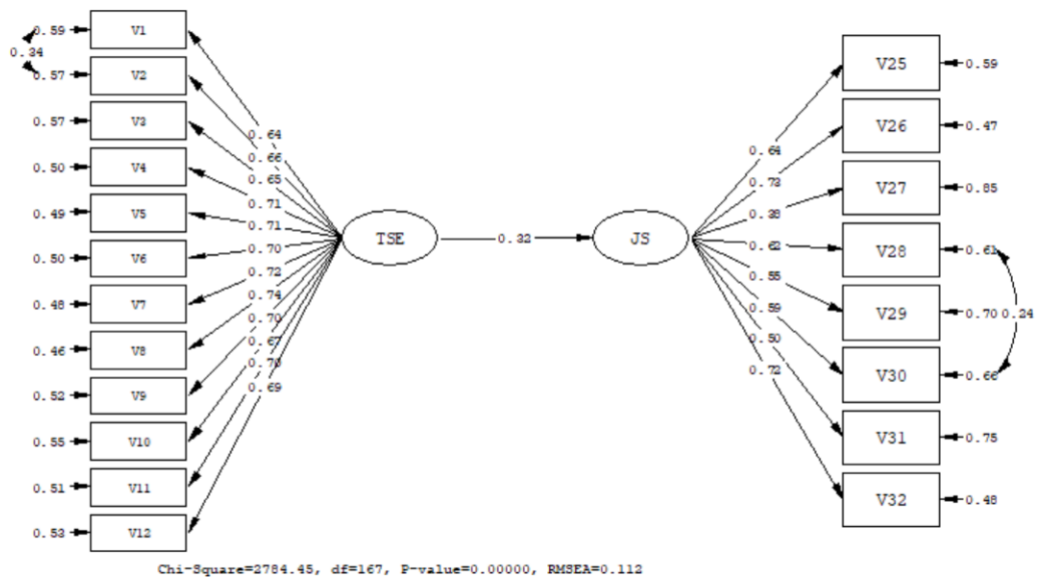 0.59 V1
0.34
0.57 V2
0.57 V3
0.50 V4
0.49 V5
0.50 V6
0.48 V7
0.46 V8
0.52 V9
0.55 V10
0.51 V11
0.53 V12
0.64
0.66
0.65
0.71
0.71
0.70
0.72
0.74
0.70
0.67
0.70
0.69
TSE
0.32
JS
0.64
0.73
0.38
0.62
0.55
0.59
0.50
0.72
V25 0.59
V26 0.47
V27 0.85
V28 0.61
V29 0.70 0.24
V30 0.66
V31 0.75
V32 0.48
Chi-Square=2784.45, df=167, P-value=0.00000, RMSEA=0.112